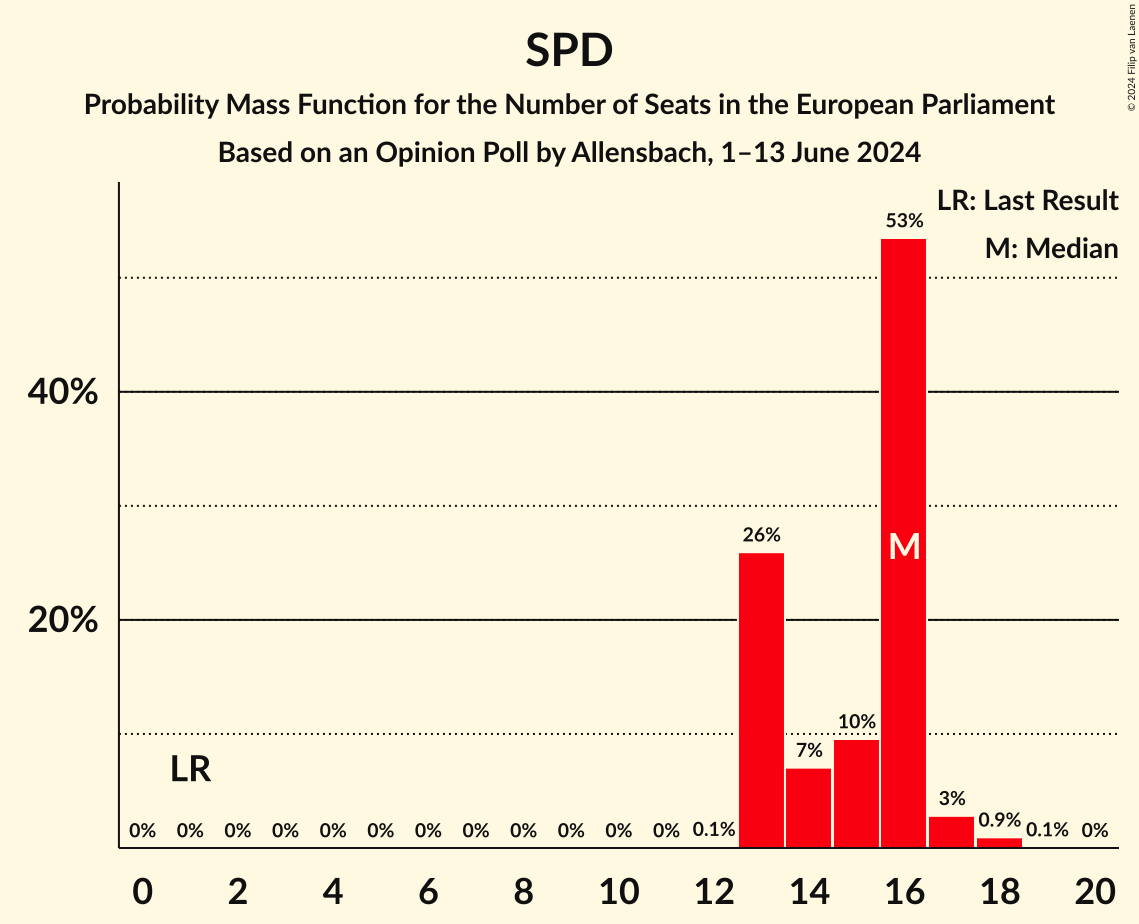 SPD
Probability Mass Function for the Number of Seats in the European Parliament
Based on an Opinion Poll by Allensbach, 1–13 June 2024
© 2024 Filip van Laenen
LR: Last Result
M: Median
40%
20%
53%
26%
M
10%
7%
LR
3%
0% 0% 0% 0% 0% 0% 0% 0% 0% 0% 0% 0% 0.1% 0.9% 0.1% 0%
0 2 4 6 8 10 12 14 16 18 20